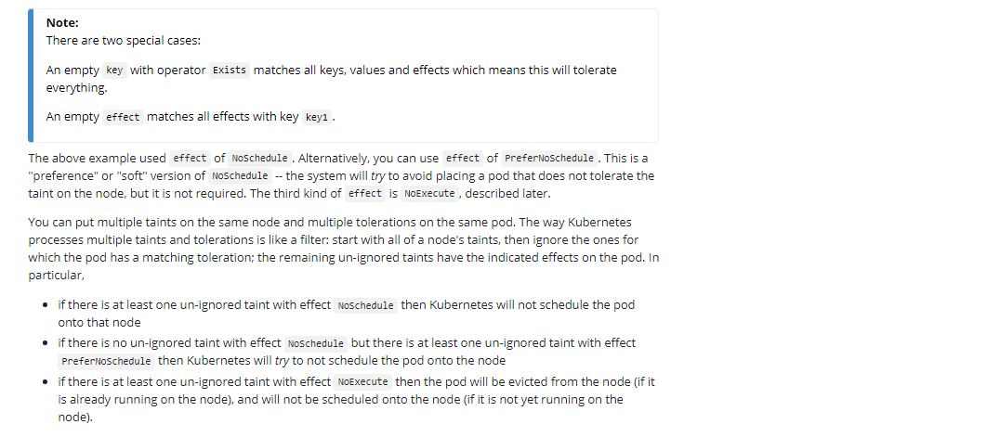 Note:
There are two special cases:
An empty key with operator Exists matches all keys, values and effects which means this will tolerate
everything.
An empty effect matches all effects with key key1 .
The above example used effect of NoSchedule . Alternatively, you can use effect of PreferNoSchedule . This is a
"preference" or "soft" version of NoSchedule -- the system will try to avoid placing a pod that does not tolerate the
taint on the node, but it is not required. The third kind of effect is NoExecute , described later.
You can put multiple taints on the same node and multiple tolerations on the same pod. The way Kubernetes
processes multiple taints and tolerations is like a filter: start with all of a node's taints, then ignore the ones for
which the pod has a matching toleration; the remaining un-ignored taints have the indicated effects on the pod. In
particular,
• if there is at least one un-ignored taint with effect NoSchedule then Kubernetes will not schedule the pod
onto that node
• if there is no un-ignored taint with effect NoSchedule but there is at least one un-ignored taint with effect
PreferNoSchedule then Kubernetes will try to not schedule the pod onto the node
• if there is at least one un-ignored taint with effect NoExecute then the pod will be evicted from the node (if it
is already running on the node), and will not be scheduled onto the node (if it is not yet running on the
node).